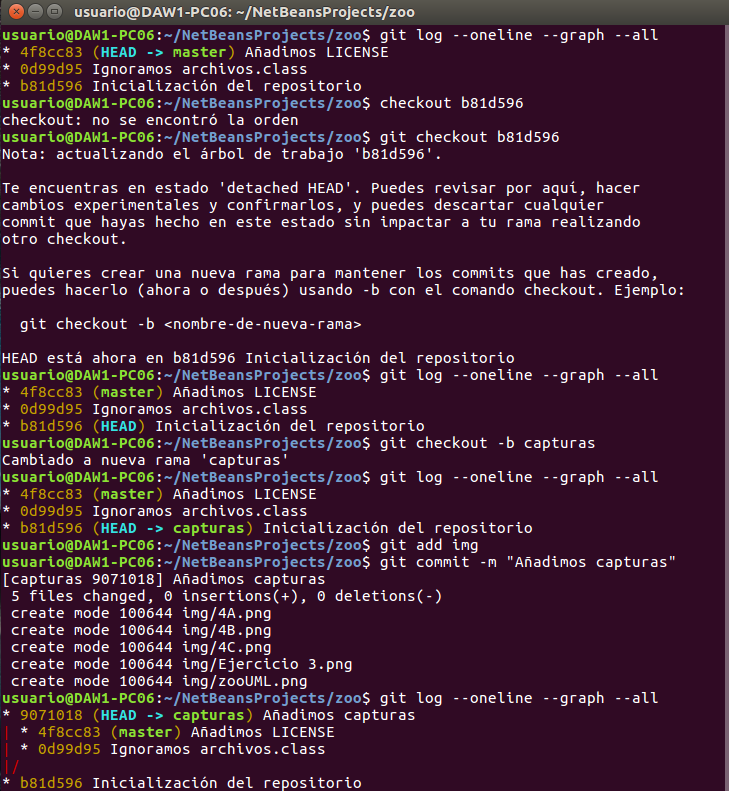 usuario@DAW1-PC06: ~/NetBeansProjects/zoo
usuario@DAW1-PC06:~/NetBeansProjects/zoo$ git log --oneline --graph --all
* 4f8cc83 (HEAD -> master) Añadimos LICENSE
* 0d99d95 Ignoramos archivos.class
* b81d596 Inicialización del repositorio
usuario@DAW1-PC06:~/NetBeansProjects/zoo$ checkout b81d596
checkout: no se encontró la orden
usuario@DAW1-PC06:~/NetBeansProjects/zoo$ git checkout b81d596
Nota: actualizando el árbol de trabajo 'b81d596'.

Te encuentras en estado 'detached HEAD'. Puedes revisar por aquí, hacer
cambios experimentales y confirmarlos, y puedes descartar cualquier
commit que hayas hecho en este estado sin impactar a tu rama realizando
otro checkout.

Si quieres crear una nueva rama para mantener los commits que has creado,
puedes hacerlo (ahora o después) usando -b con el comando checkout. Ejemplo:

  git checkout -b <nombre-de-nueva-rama>

HEAD está ahora en b81d596 Inicialización del repositorio
usuario@DAW1-PC06:~/NetBeansProjects/zoo$ git log --oneline --graph --all
* 4f8cc83 (master) Añadimos LICENSE
* 0d99d95 Ignoramos archivos.class
* b81d596 (HEAD) Inicialización del repositorio
usuario@DAW1-PC06:~/NetBeansProjects/zoo$ git checkout -b capturas
Cambiado a nueva rama 'capturas'
usuario@DAW1-PC06:~/NetBeansProjects/zoo$ git log --oneline --graph --all
* 4f8cc83 (master) Añadimos LICENSE
* 0d99d95 Ignoramos archivos.class
* b81d596 (HEAD -> capturas) Inicialización del repositorio
usuario@DAW1-PC06:~/NetBeansProjects/zoo$ git add img
usuario@DAW1-PC06:~/NetBeansProjects/zoo$ git commit -m "Añadimos capturas"
[capturas 9071018] Añadimos capturas
 5 files changed, 0 insertions(+), 0 deletions(-)
 create mode 100644 img/4A.png
 create mode 100644 img/4B.png
 create mode 100644 img/4C.png
 create mode 100644 img/Ejercicio 3.png
 create mode 100644 img/zooUML.png
usuario@DAW1-PC06:~/NetBeansProjects/zoo$ git log --oneline --graph --all
* 9071018 (HEAD -> capturas) Añadimos capturas
| * 4f8cc83 (master) Añadimos LICENSE
| * 0d99d95 Ignoramos archivos.class
|/
* b81d596 Inicialización del repositorio